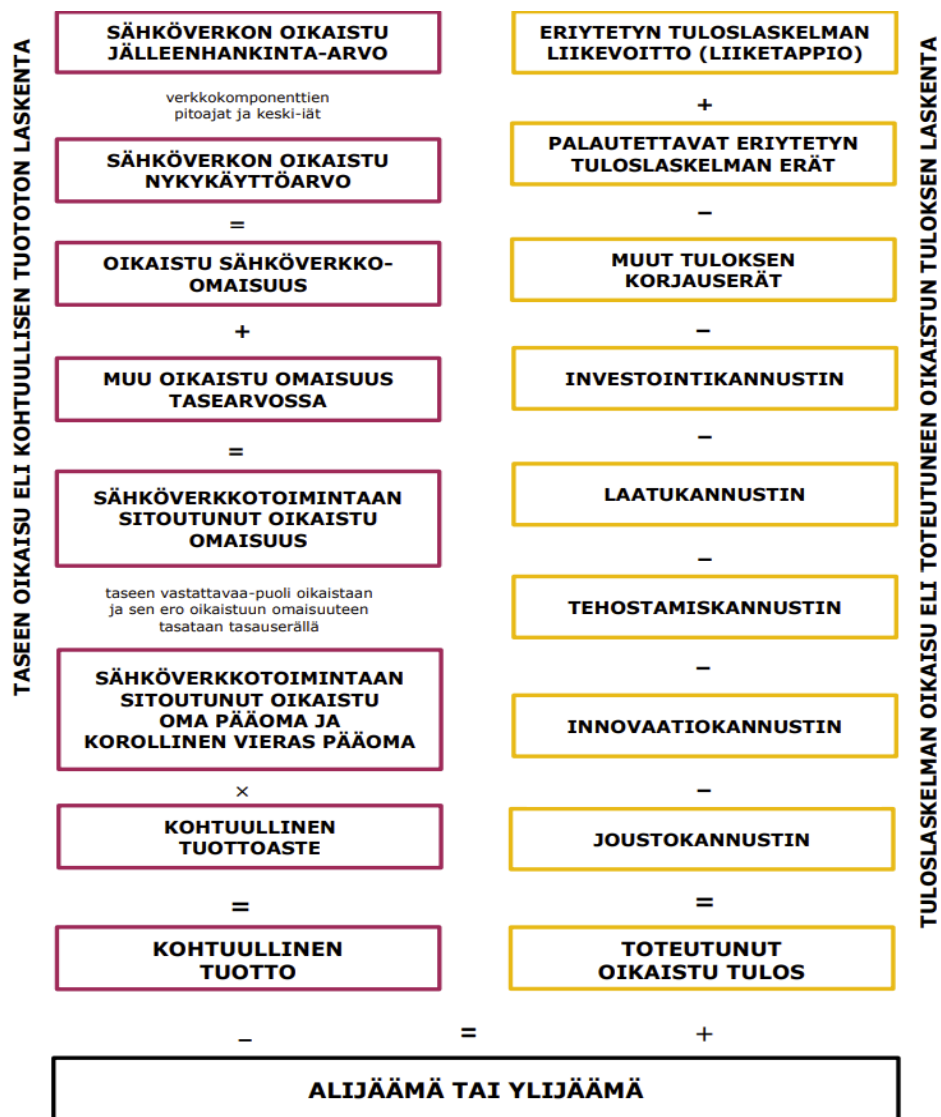 TASEEN OIKAISU ELI KOHTUULLISEN TUOTOTON LASKENTA
SÄHKÖVERKON OIKAISTU
JÄLLEENHANKINTA-ARVO
verkkokomponenttien
pitoajat ja keski-iät
SÄHKÖVERKON OIKAISTU
NYKYKÄYTTÖARVO
=
OIKAISTU SÄHKÖVERKKO-
OMAISUUS
+
MUU OIKAISTU OMAISUUS
TASEARVOSSA
=
SÄHKÖVERKKOTOIMINTAAN
SITOUTUNUT OIKAISTU
OMAISUUS
taseen vastattavaa-puoli oikaistaan
ja sen ero oikaistuun omaisuuteen
tasataan tasauserällä
SÄHKÖVERKKOTOIMINTAAN
SITOUTUNUT OIKAISTU
OMA PÄÄOMA JA
KOROLLINEN VIERAS PÄÄOMA
×
KOHTUULLINEN
TUOTTOASTE
=
KOHTUULLINEN
TUOTTO
ERIYTETYN TULOSLASKELMAN
LIIKEVOITTO (LIIKETAPPIO)
+
PALAUTETTAVAT ERIYTETYN
TULOSLASKELMAN ERÄT
–
MUUT TULOKSEN
KORJAUSERÄT
–
INVESTOINTIKANNUSTIN
–
LAATUKANNUSTIN
–
TEHOSTAMISKANNUSTIN
–
INNOVAATIOKANNUSTIN
–
JOUSTOKANNUSTIN
=
TOTEUTUNUT
OIKAISTU TULOS
TULOSLASKELMAN OIKAISU ELI TOTEUTUNEEN OIKAISTUN TULOKSEN LASKENTA
– = +
ALIJÄÄMÄ TAI YLIJÄÄMÄ